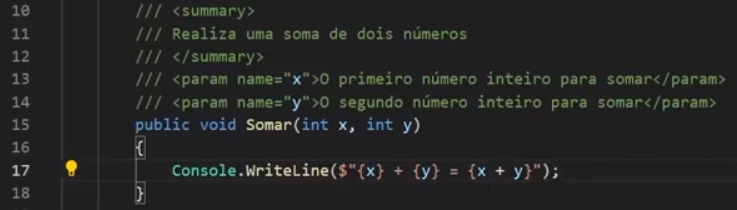 10 /// <summary>
11 /// Realiza uma soma de dois números
12 /// </summary>
13 /// <param name="x">O primeiro número inteiro para somar</param>
14 /// <param name="y">O segundo número inteiro para somar</param>
15 public void Somar(int x, int y)
16 {
17 Console.WriteLine($"{x} + {y} = {x + y}");
18 }